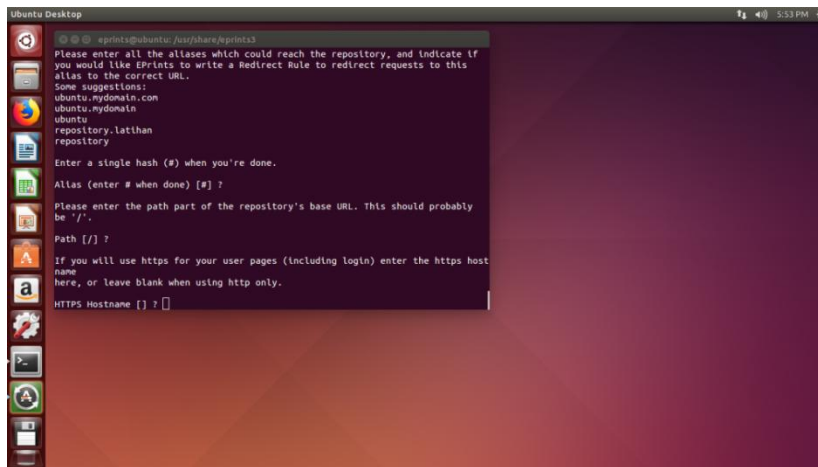 Ubuntu Desktop
5:53 PM
eprints@ubuntu: /usr/share/eprints3
Please enter all the aliases which could reach the repository, and indicate if
you would like EPrints to write a Redirect Rule to redirect requests to this
alias to the correct URL.
Some suggestions:
ubuntu.mydomain.com
ubuntu.mydomain
ubuntu
repository.latihan
repository
Enter a single hash (#) when you're done.
Alias (enter # when done) [#] ?
Please enter the path part of the repository's base URL. This should probably
be '/'.
Path [/] ?
If you will use https for your user pages (including login) enter the https host
name
here, or leave blank when using http only.
HTTPS Hostname [] ?